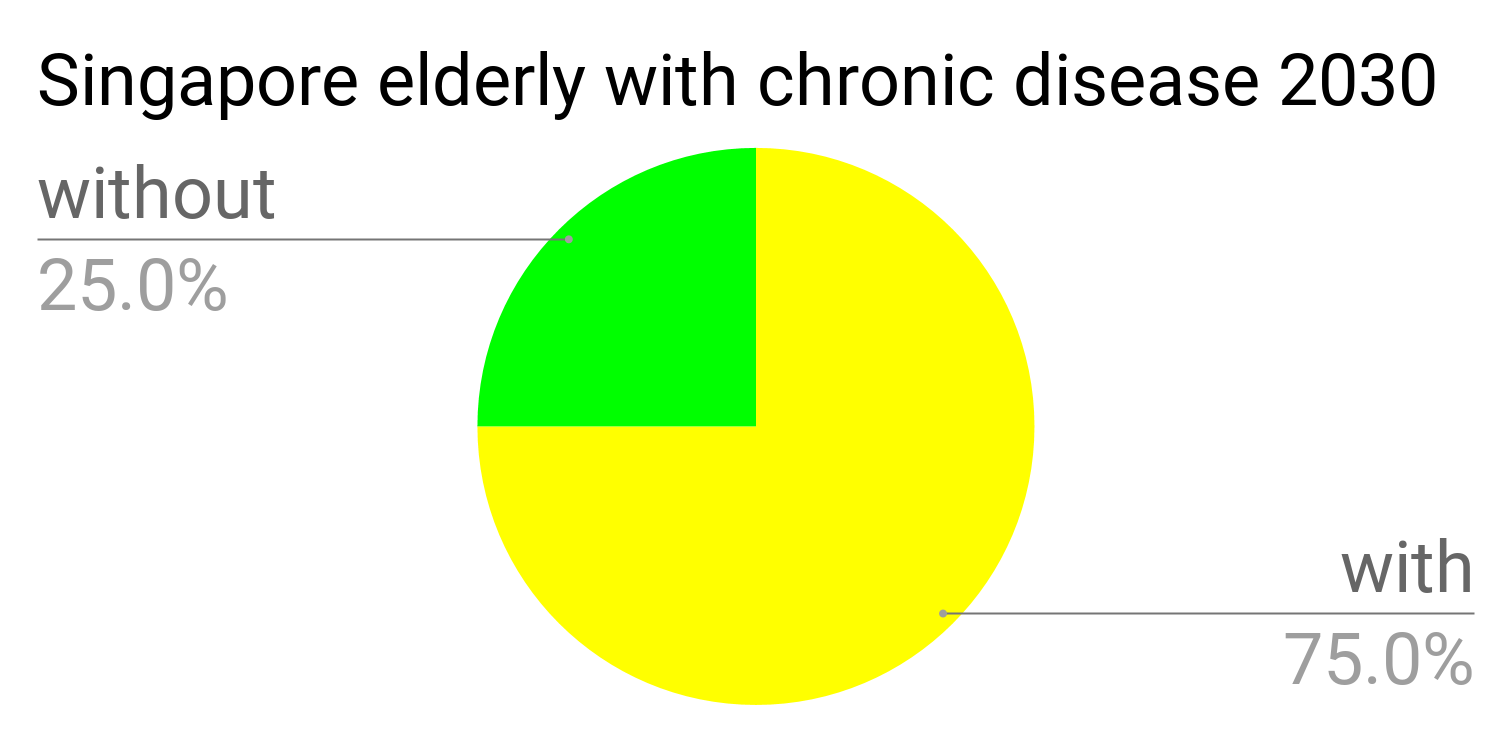 Singapore elderly with chronic disease 2030
without
25.0%
with
75.0%